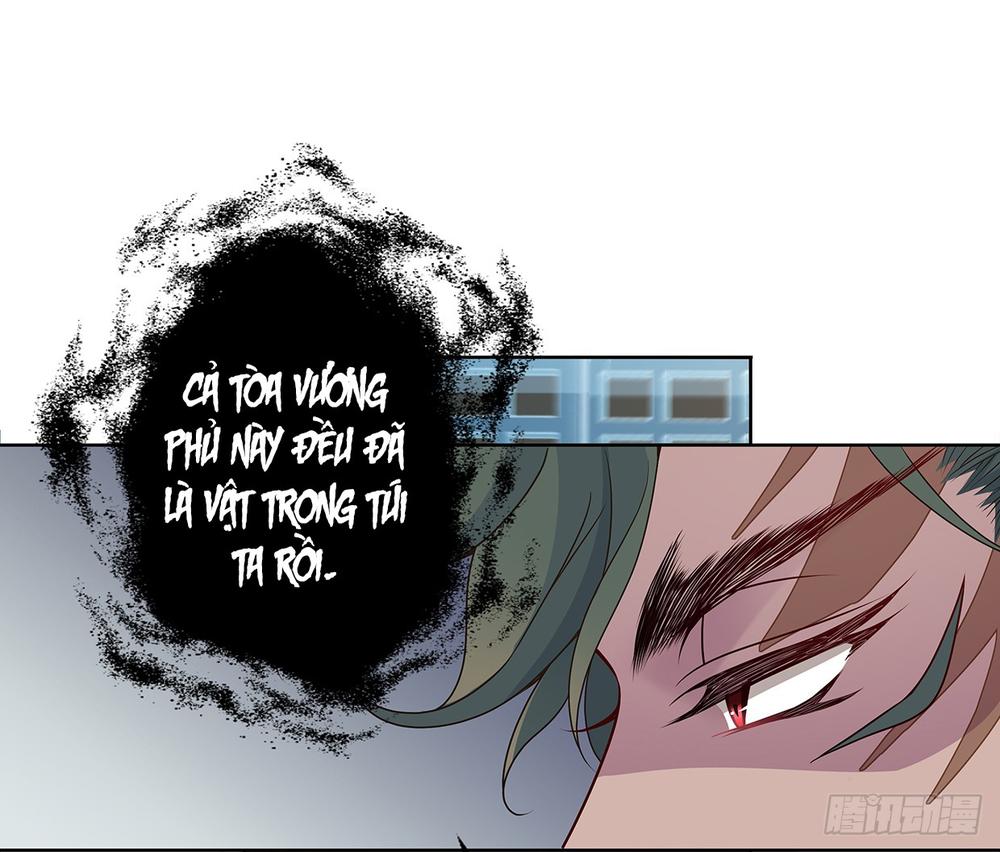 CẢ TÒA VƯƠNG
PHỦ NÀY ĐỀU ĐÃ
LÀ VẬT TRONG TÚI
TA RỒI..
腾讯动漫